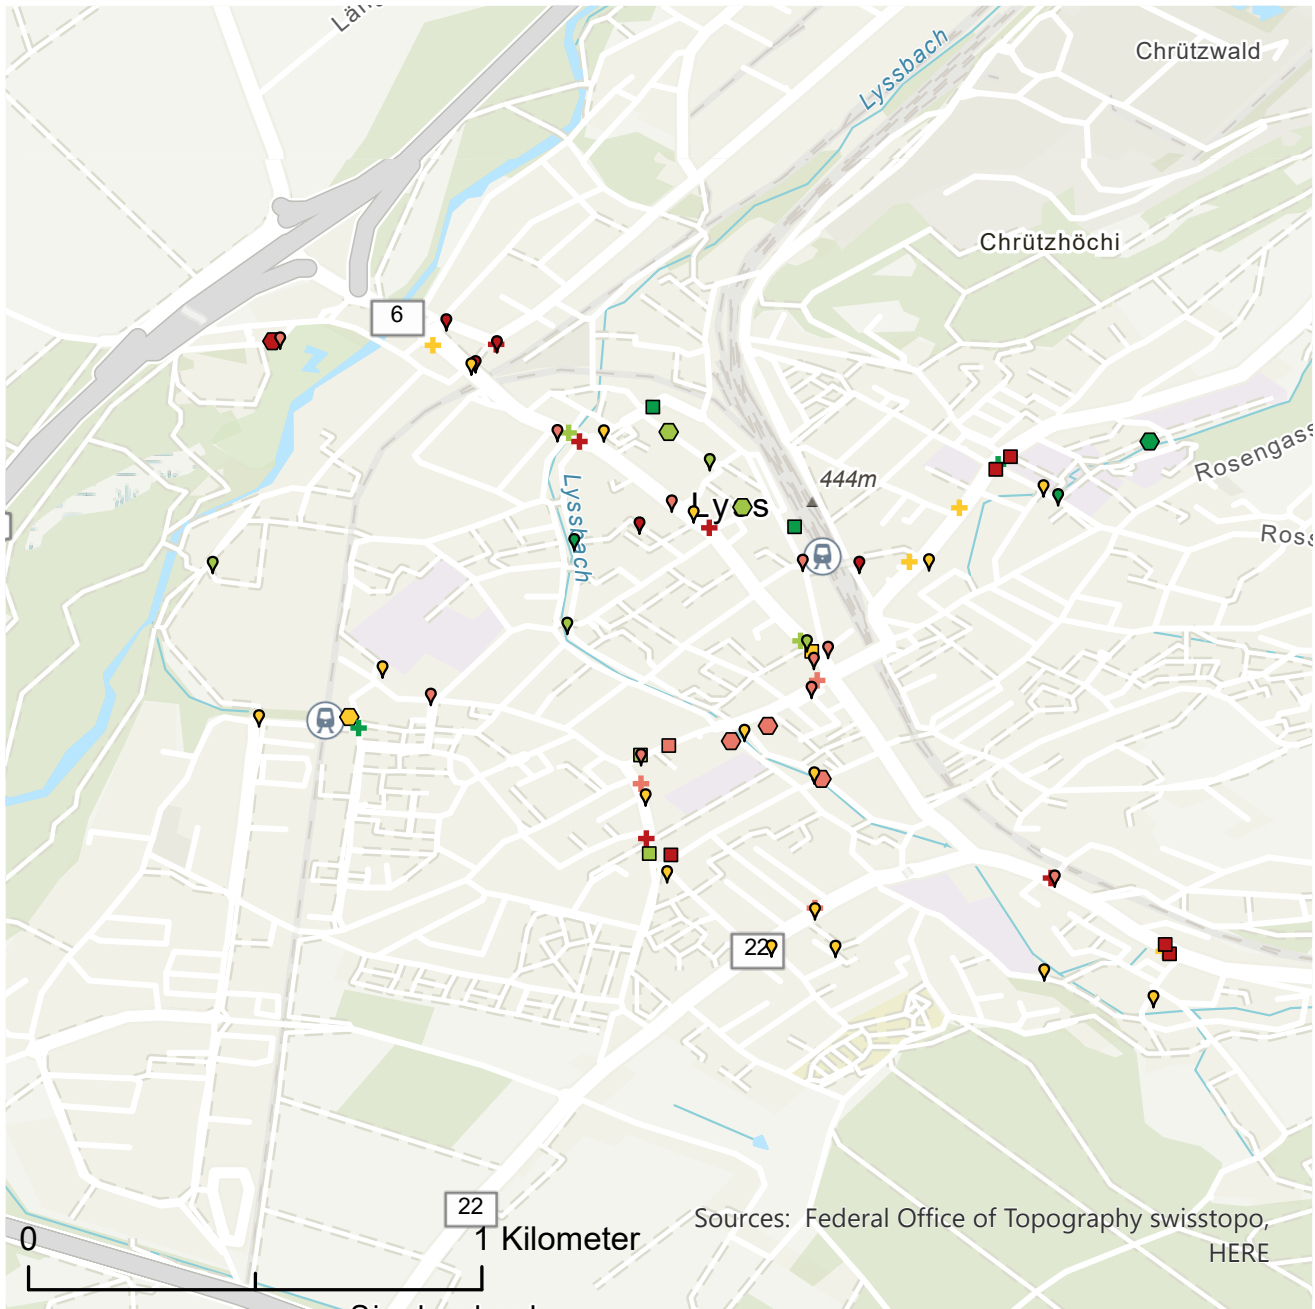 Chrützwald
Lyssbach
Chrützhöchi
6
444m
Rosengass
Lyss
Lyssbach
Ross
22
22
Sources: Federal Office of Topography swisstopo,
HERE
0
1 Kilometer